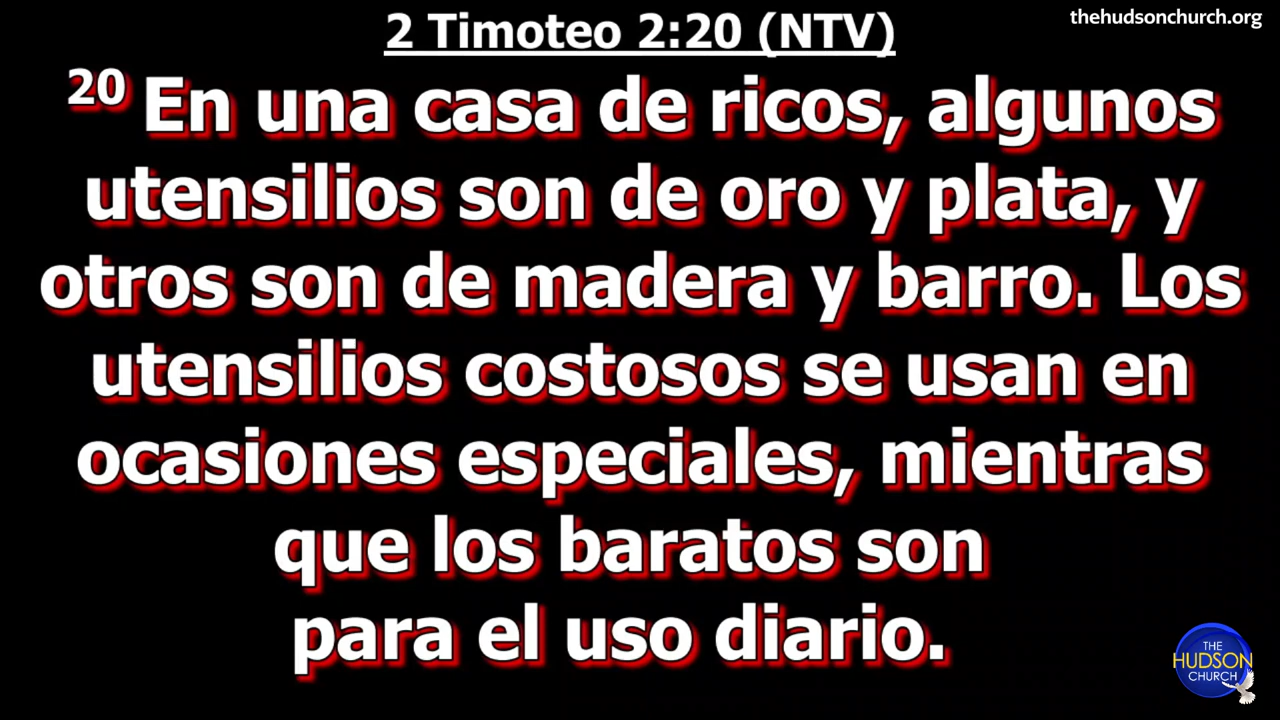 2 Timoteo 2:20 (NTV)
thehudsonchurch.org
20 En una casa de ricos, algunos
utensilios son de oro y plata, y
otros son de madera y barro. Los
utensilios costosos se usan en
ocasiones especiales, mientras
que los baratos son
para el uso diario.
THE
HUDSON
CHURCH